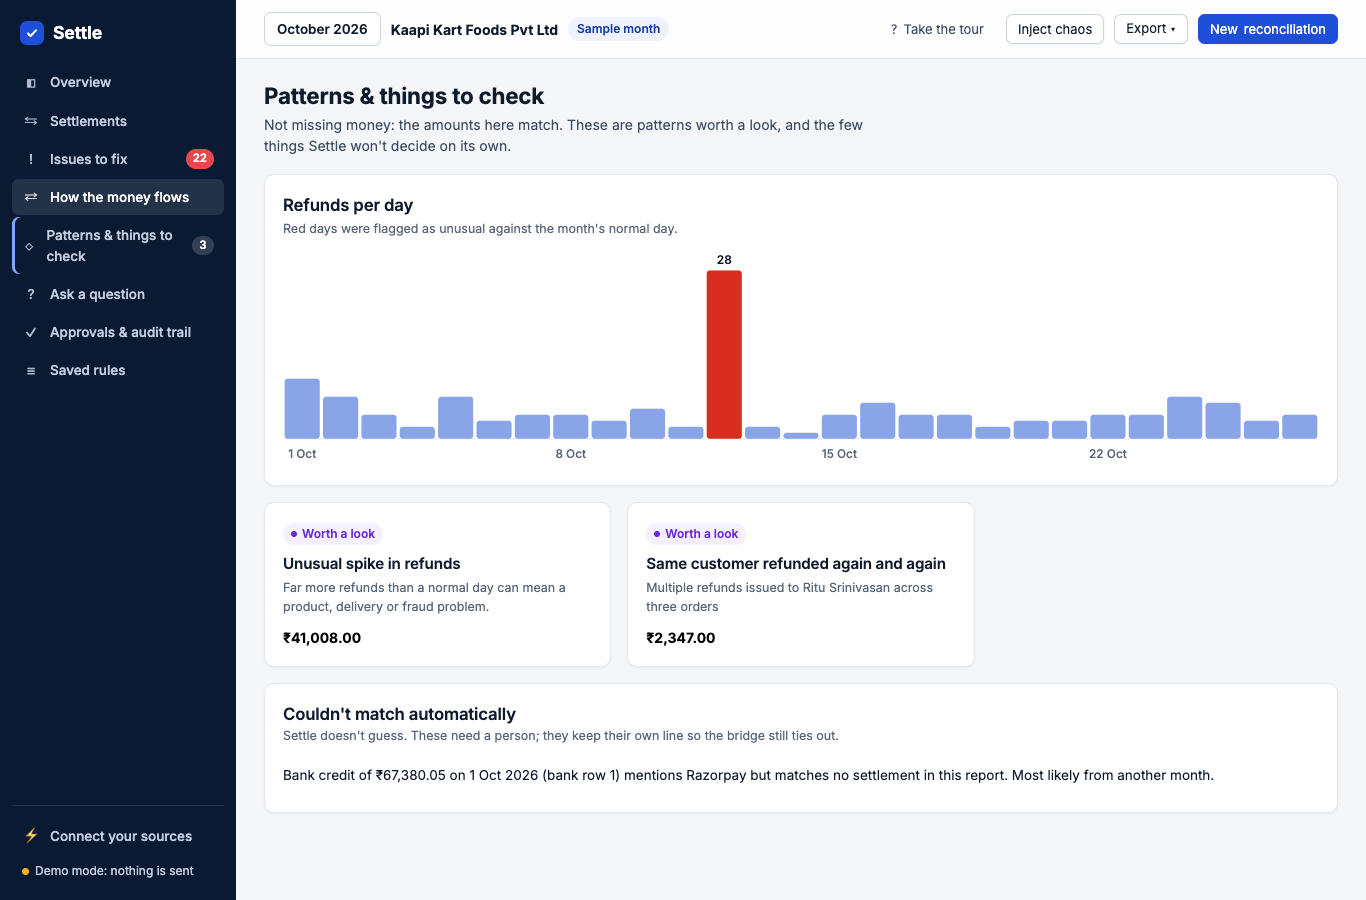 Settle
Overview
Settlements
! Issues to fix 22
How the money flows
Patterns & things to
check
3
? Ask a question
Approvals & audit trail
Saved rules
Connect your sources
Demo mode: nothing is sent
October 2026 Kaapi Kart Foods Pvt Ltd Sample month ? Take the tour Inject chaos Export New reconciliation
Patterns & things to check
Not missing money: the amounts here match. These are patterns worth a look, and the few
things Settle won't decide on its own.
Refunds per day
Red days were flagged as unusual against the month's normal day.
28
1 Oct 8 Oct 15 Oct 22 Oct
Worth a look
Unusual spike in refunds
Far more refunds than a normal day can mean a
product, delivery or fraud problem.
₹41,008.00
Worth a look
Same customer refunded again and again
Multiple refunds issued to Ritu Srinivasan across
three orders
₹2,347.00
Couldn't match automatically
Settle doesn't guess. These need a person; they keep their own line so the bridge still ties out.
Bank credit of ₹67,380.05 on 1 Oct 2026 (bank row 1) mentions Razorpay but matches no settlement in this report. Most likely from another month.